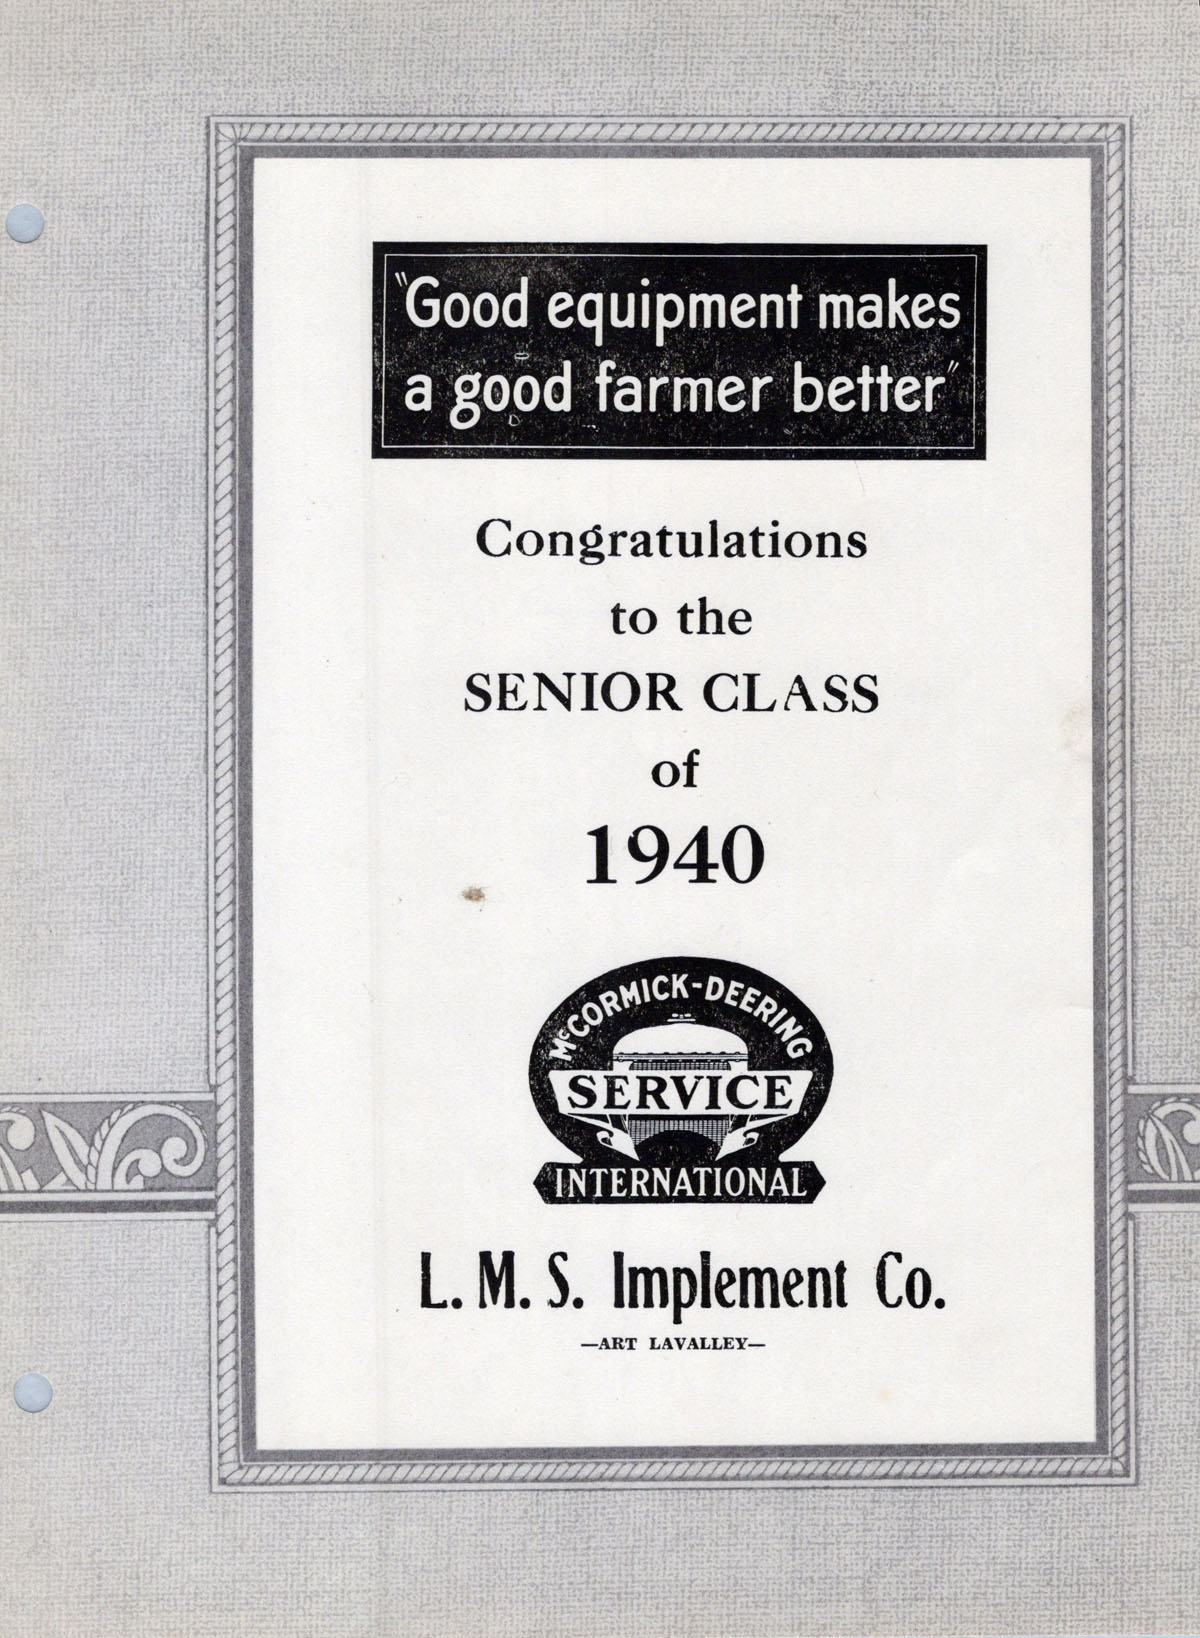 "Good equipment makes
a good farmer better"
Congratulations
to the
SENIOR CLASS
of
1940
McCORMICK-DEERING
SERVICE
INTERNATIONAL
L. M. S. Implement Co.
—ART LAVALLEY—